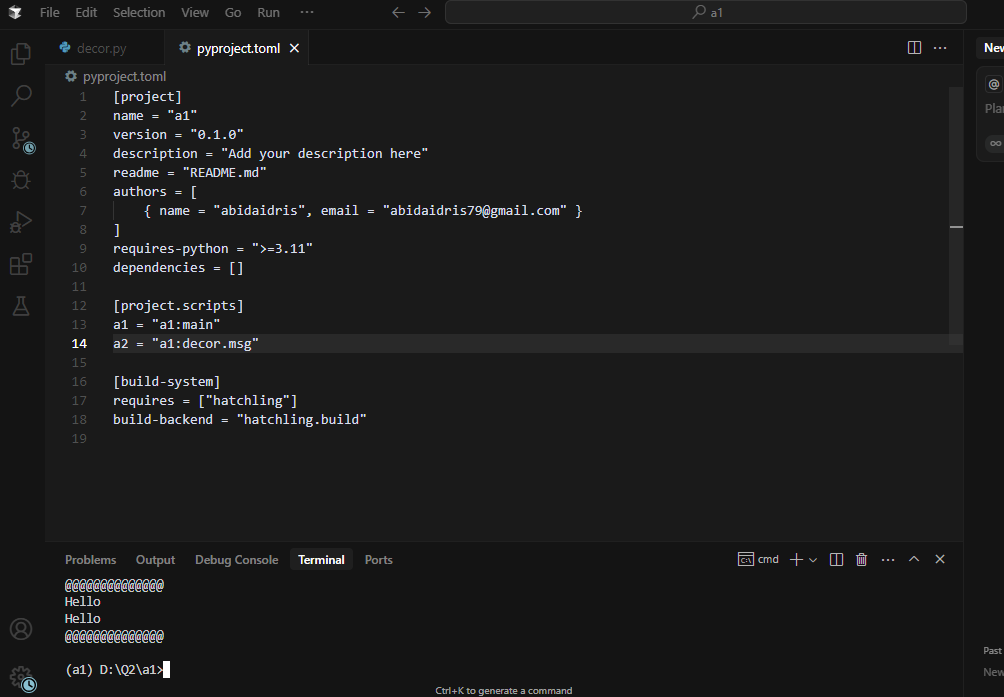 File Edit Selection View Go Run ···
a1
decor.py
pyproject.toml
New
pyproject.toml
1 [project]
2 name = "a1"
3 version = "0.1.0"
4 description = "Add your description here"
5 readme = "README.md"
6 authors = [
7 { name = "abidaidris", email = "abidaidris79@gmail.com" }
8 ]
9 requires-python = ">=3.11"
10 dependencies = []
11
12 [project.scripts]
13 a1 = "a1:main"
14 a2 = "a1:decor.msg"
15
16 [build-system]
17 requires = ["hatchling"]
18 build-backend = "hatchling.build"
19
@
Plan
Problems Output Debug Console Terminal Ports
cmd
@@@@@@@@@@@@@@
Hello
Hello
@@@@@@@@@@@@@@
(a1) D:\Q2\a1>
Ctrl+K to generate a command
Past
New